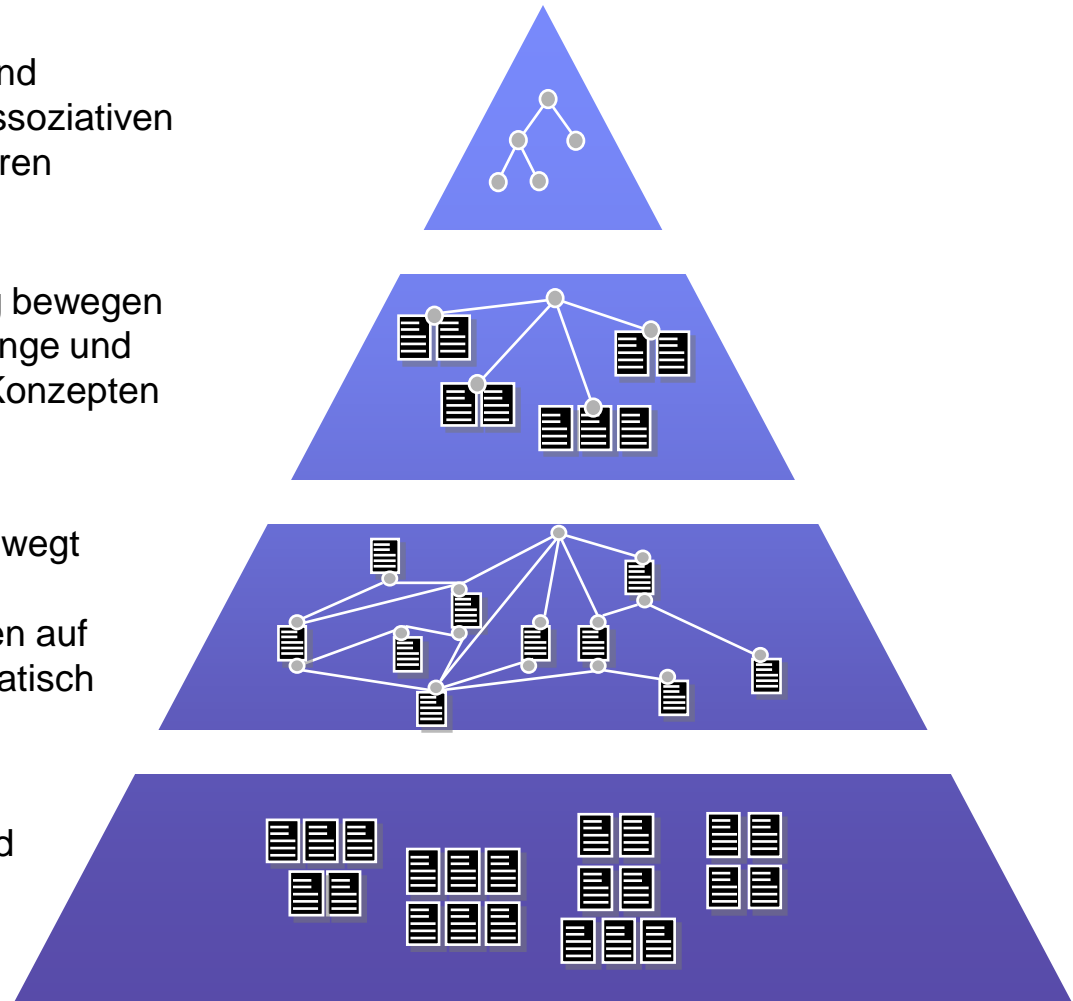 nd
ssoziativen
ren
g bewegen
nge und
Konzepten
wegt
en auf
atisch
d